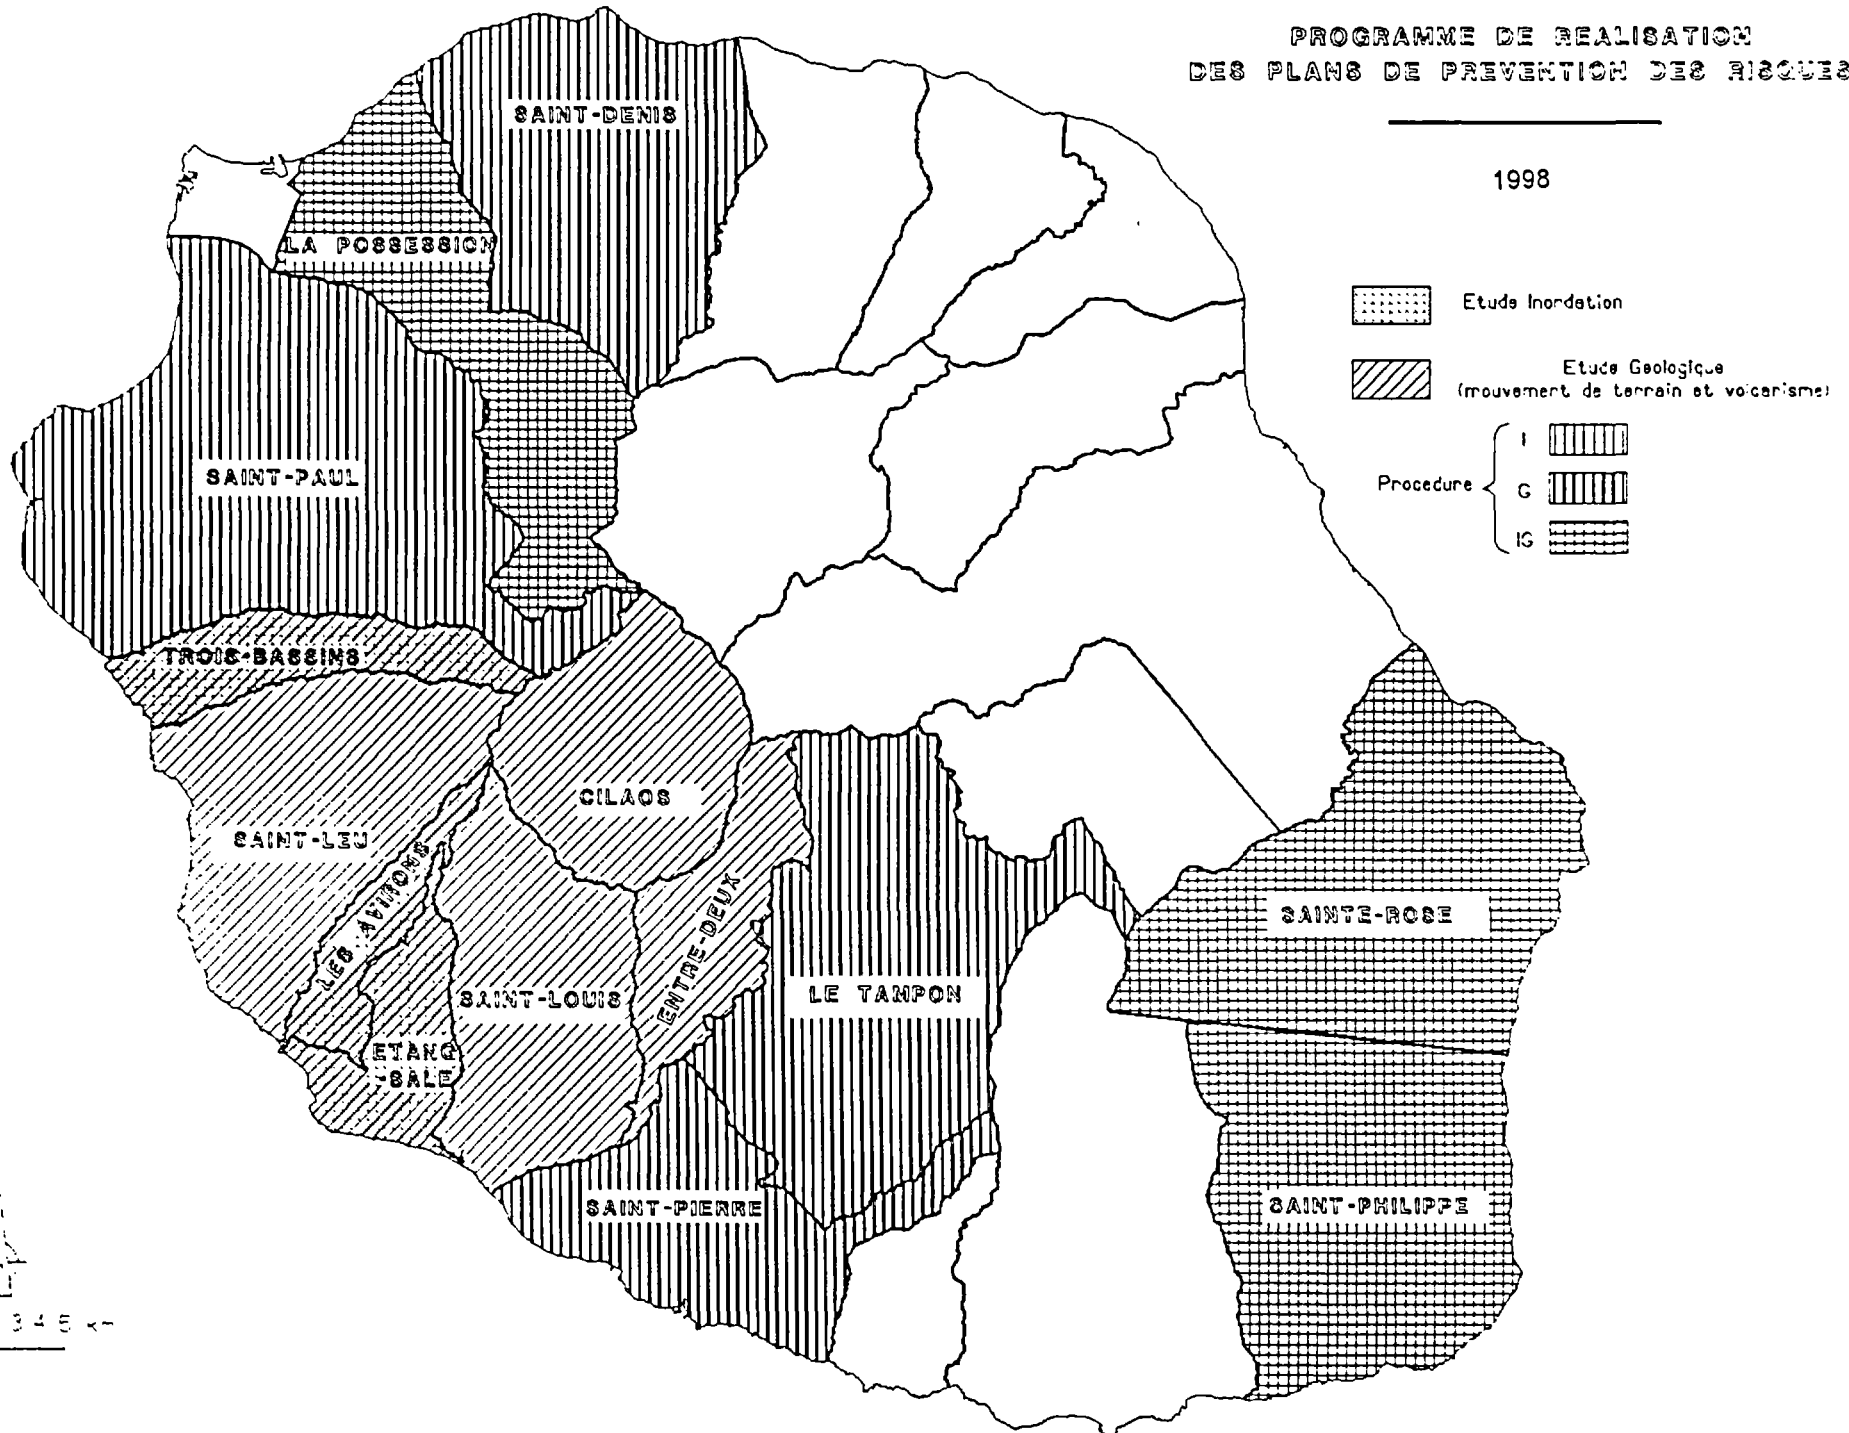 PROGRAMME DE REALISATION
DES PLANS DE PREVENTION DES RISQUES
1998
Etude Inondation
Etude Geologique
(mouvement de terrain et volcanisme)
Procedure
I
G
IG
SAINT-DENIS
LA POSSESSION
SAINT-PAUL
TROIS-BASSINS
CILAOS
SAINT-LEU
LES AVIRONS
ENTRE-DEUX
SAINTE-ROSE
SAINT-LOUIS
LE TAMPON
ETANG
-SALE
SAINT-PIERRE
SAINT-PHILIPPE
3 4 5 km